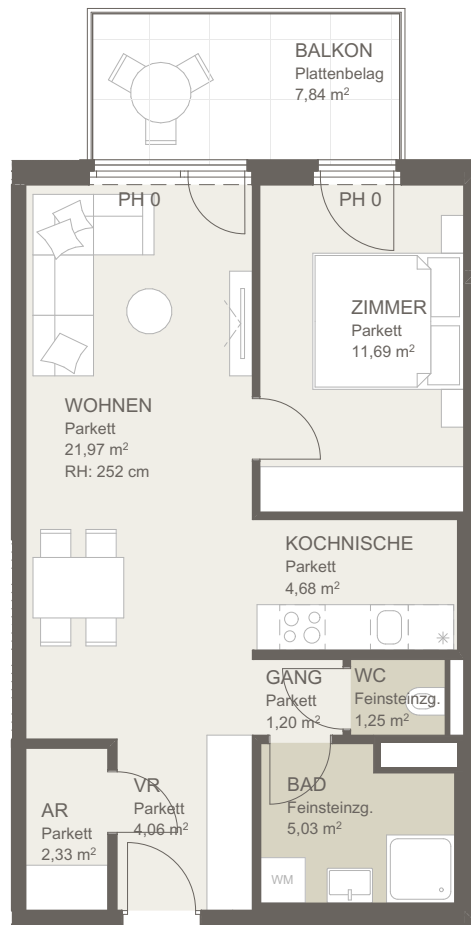 BALKON
Plattenbelag
7,84 m²
PH 0
PH 0
ZIMMER
Parkett
11,69 m²
WOHNEN
Parkett
21,97 m²
RH: 252 cm
KOCHNISCHE
Parkett
4,68 m²
GANG
Parkett
1,20 m²
WC
Feinsteinzg.
1,25 m²
VR
Parkett
4,06 m²
BAD
Feinsteinzg.
5,03 m²
AR
Parkett
2,33 m²
WM